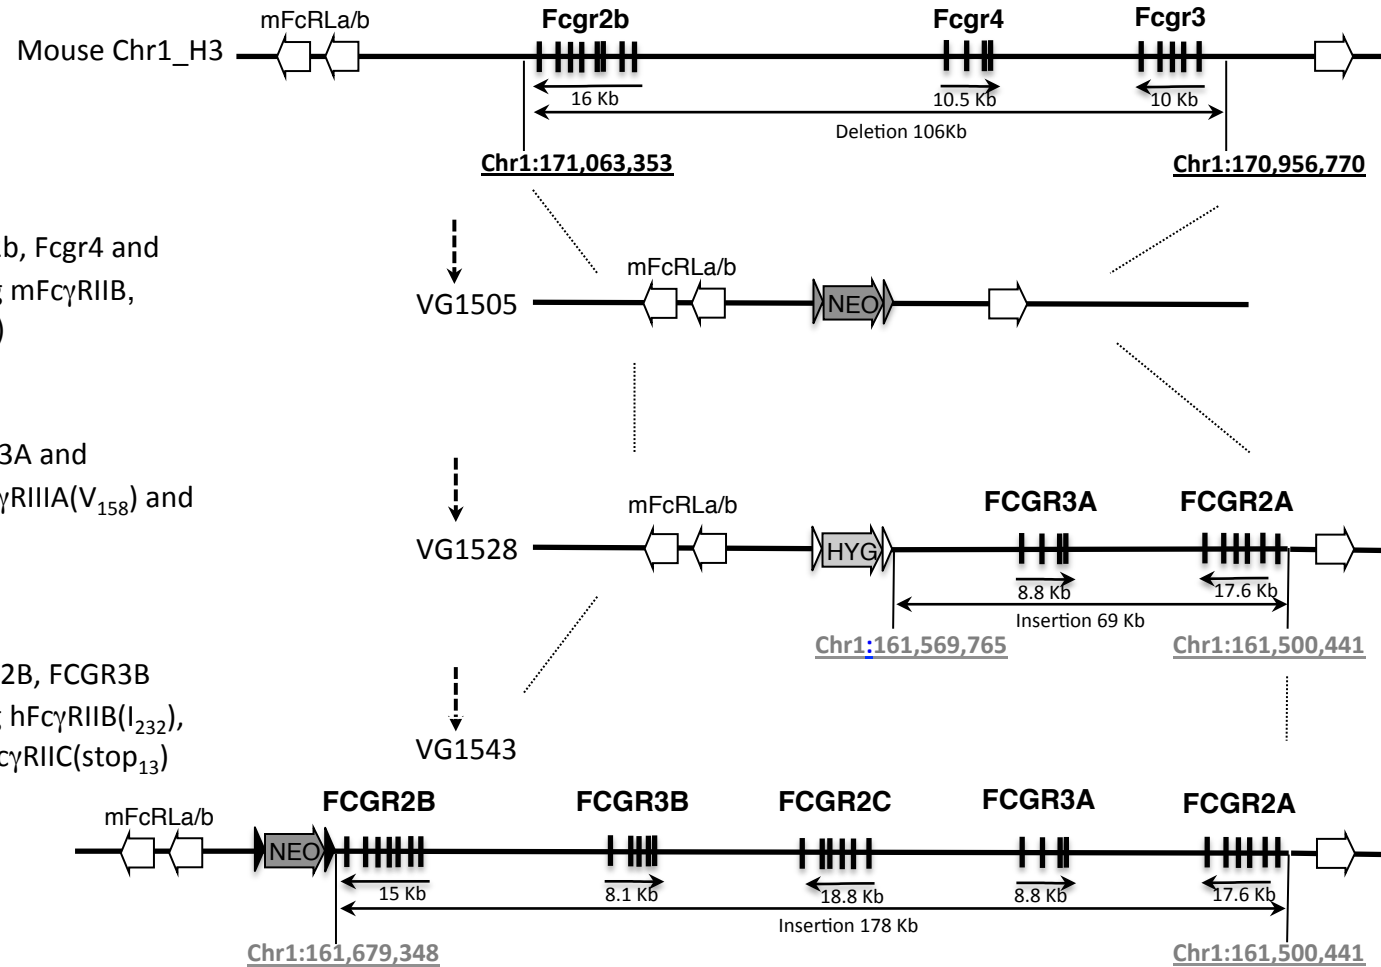 mFcRLa/b Fcgr2b Fcgr4 Fcgr3
Mouse Chr1_H3
16 Kb 10.5 Kb 10 Kb
Deletion 106Kb
Chr1:171,063,353 Chr1:170,956,770
b, Fcgr4 and
g mFcγRIIB,
)
mFcRLa/b
VG1505 NEO
3A and
γRIIIA(V158) and
mFcRLa/b FCGR3A FCGR2A
VG1528 HYG
8.8 Kb 17.6 Kb
Insertion 69 Kb
Chr1:161,569,765 Chr1:161,500,441
2B, FCGR3B
g hFcγRIIB(I232),
cγRIIC(stop13)
VG1543
mFcRLa/b FCGR2B FCGR3B FCGR2C FCGR3A FCGR2A
NEO
15 Kb 8.1 Kb 18.8 Kb 8.8 Kb 17.6 Kb
Insertion 178 Kb
Chr1:161,679,348 Chr1:161,500,441